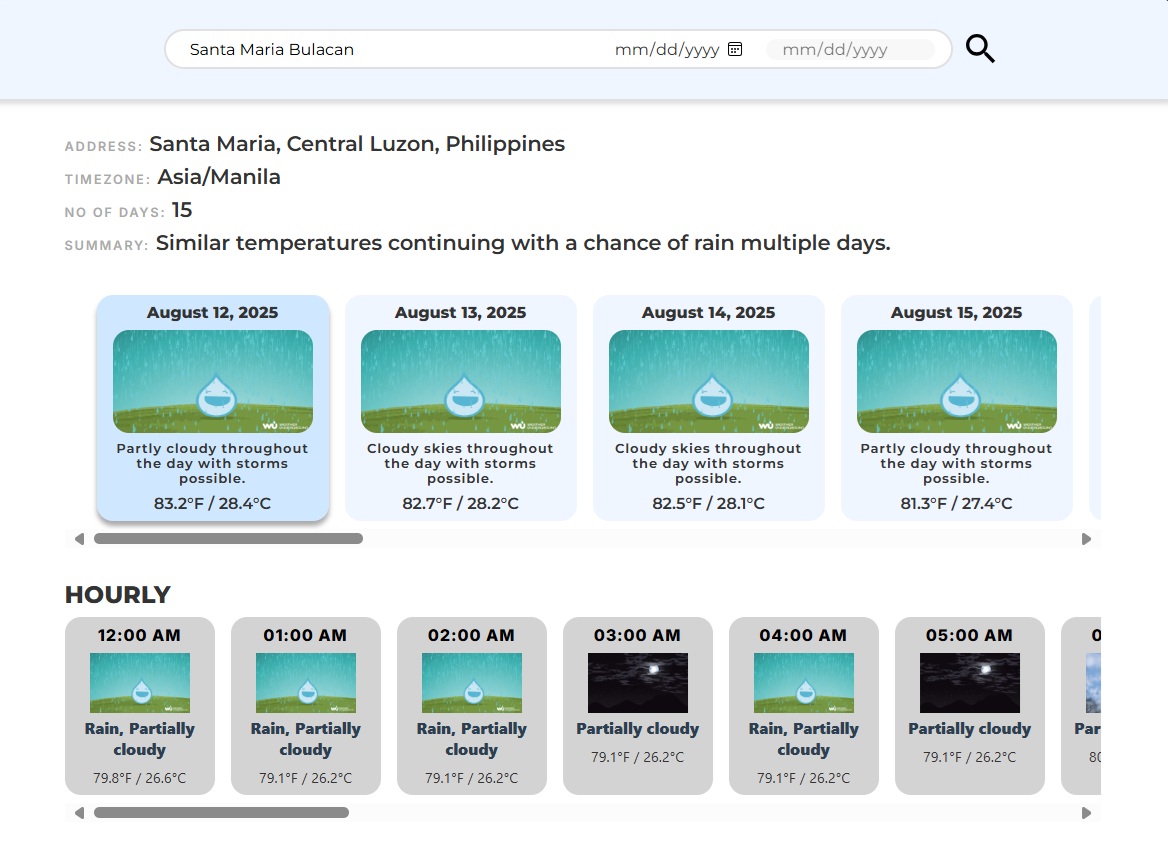 Santa Maria Bulacan mm/dd/yyyy mm/dd/yyyy
ADDRESS: Santa Maria, Central Luzon, Philippines
TIMEZONE: Asia/Manila
NO OF DAYS: 15
SUMMARY: Similar temperatures continuing with a chance of rain multiple days.
August 12, 2025
Partly cloudy throughout
the day with storms
possible.
83.2°F / 28.4°C
August 13, 2025
Cloudy skies throughout
the day with storms
possible.
82.7°F / 28.2°C
August 14, 2025
Cloudy skies throughout
the day with storms
possible.
82.5°F / 28.1°C
August 15, 2025
Partly cloudy throughout
the day with storms
possible.
81.3°F / 27.4°C
HOURLY
12:00 AM
Rain, Partially
cloudy
79.8°F / 26.6°C
01:00 AM
Rain, Partially
cloudy
79.1°F / 26.2°C
02:00 AM
Rain, Partially
cloudy
79.1°F / 26.2°C
03:00 AM
Partially cloudy
79.1°F / 26.2°C
04:00 AM
Rain, Partially
cloudy
79.1°F / 26.2°C
05:00 AM
Partially cloudy
79.1°F / 26.2°C